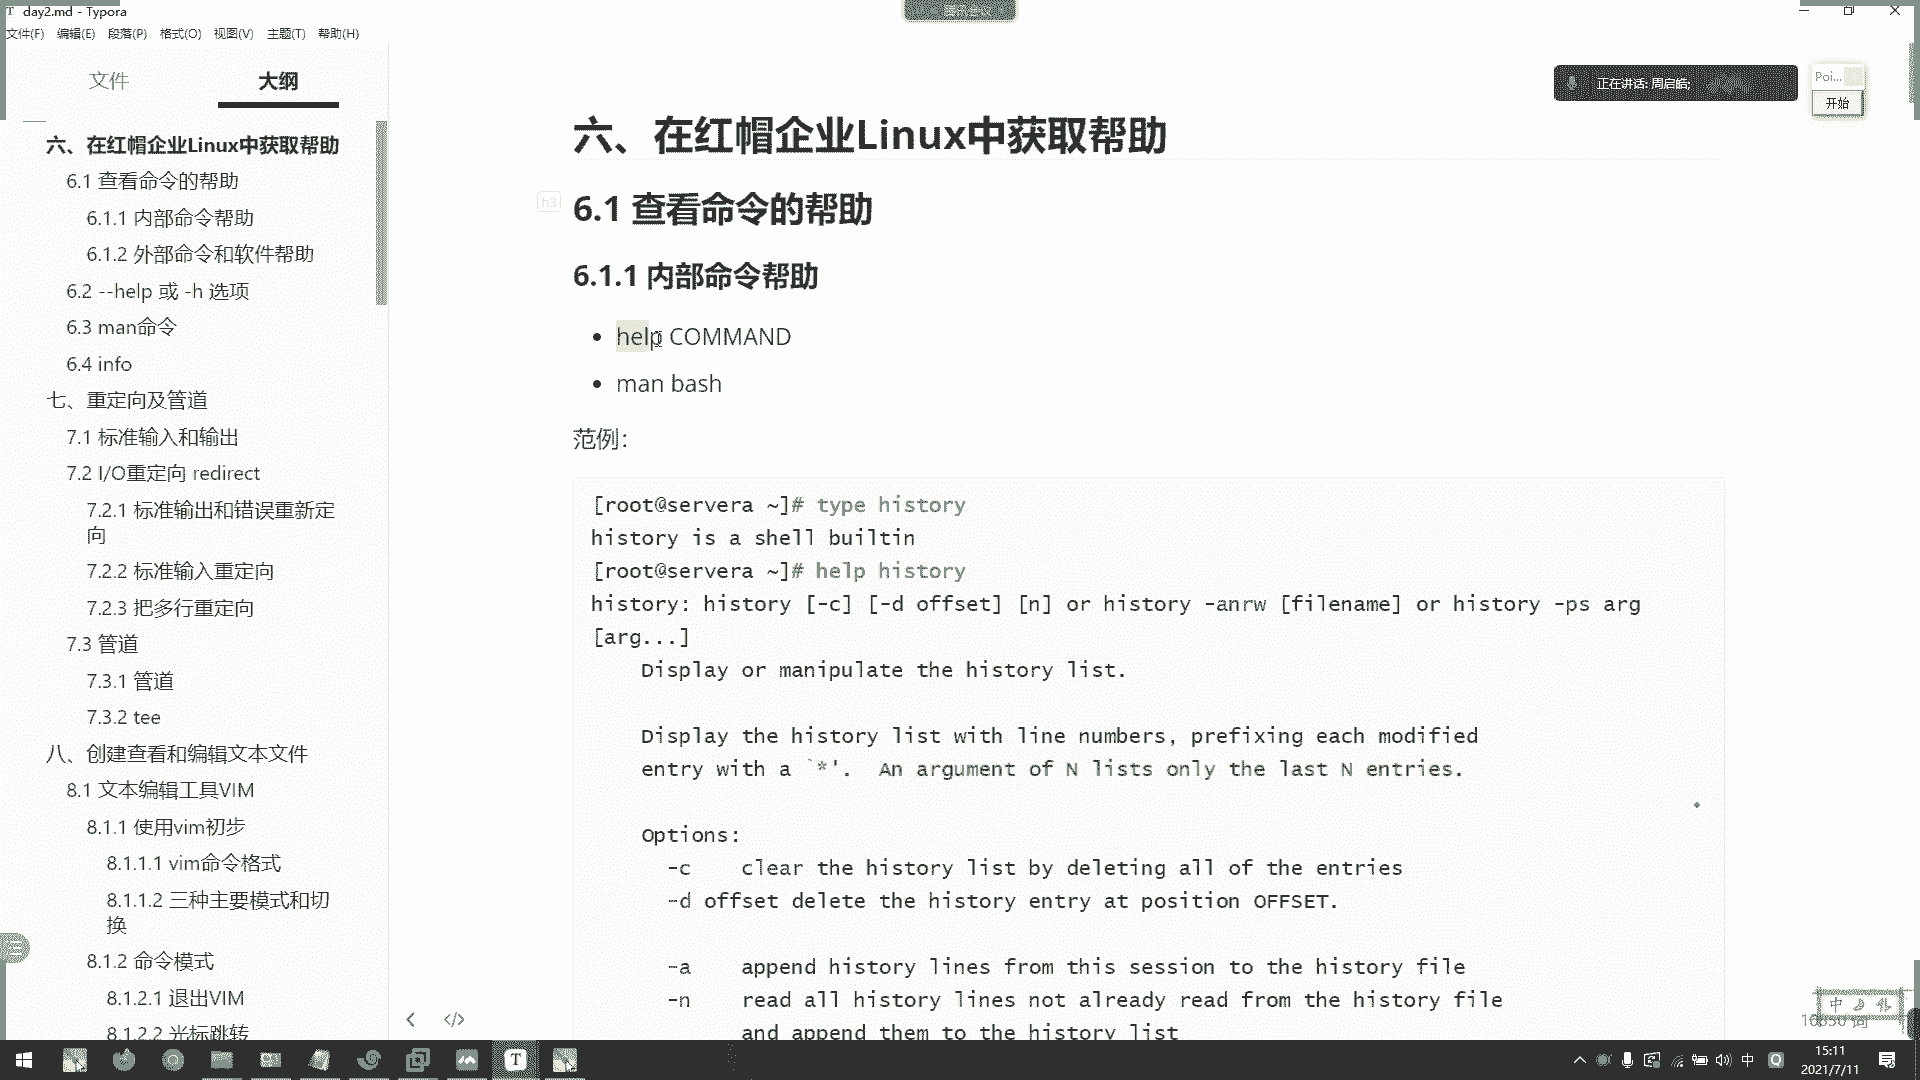 day2.md - Typora
文件(F) 编辑(E) 段落(P) 格式(O) 视图(V) 主题(T) 帮助(H)
腾讯会议
正在讲话: 周启皓;
Poi...
开始
文件 大纲
六、在红帽企业Linux中获取帮助
6.1 查看命令的帮助
6.1.1 内部命令帮助
6.1.2 外部命令和软件帮助
6.2 --help 或 -h 选项
6.3 man命令
6.4 info
七、重定向及管道
7.1 标准输入和输出
7.2 I/O重定向 redirect
7.2.1 标准输出和错误重新定
向
7.2.2 标准输入重定向
7.2.3 把多行重定向
7.3 管道
7.3.1 管道
7.3.2 tee
八、创建查看和编辑文本文件
8.1 文本编辑工具VIM
8.1.1 使用vim初步
8.1.1.1 vim命令格式
8.1.1.2 三种主要模式和切
换
8.1.2 命令模式
8.1.2.1 退出VIM
8.1.2.2 光标跳转
六、在红帽企业Linux中获取帮助
h3
6.1 查看命令的帮助
6.1.1 内部命令帮助
help COMMAND
man bash
范例：
[root@servera ~]# type history
history is a shell builtin
[root@servera ~]# help history
history: history [-c] [-d offset] [n] or history -anrw [filename] or history -ps arg
[arg...]
Display or manipulate the history list.
Display the history list with line numbers, prefixing each modified
entry with a `*'.  An argument of N lists only the last N entries.
Options:
-c    clear the history list by deleting all of the entries
-d offset delete the history entry at position OFFSET.
-a    append history lines from this session to the history file
-n    read all history lines not already read from the history file
and append them to the history list
中
中
15:11
2021/7/11